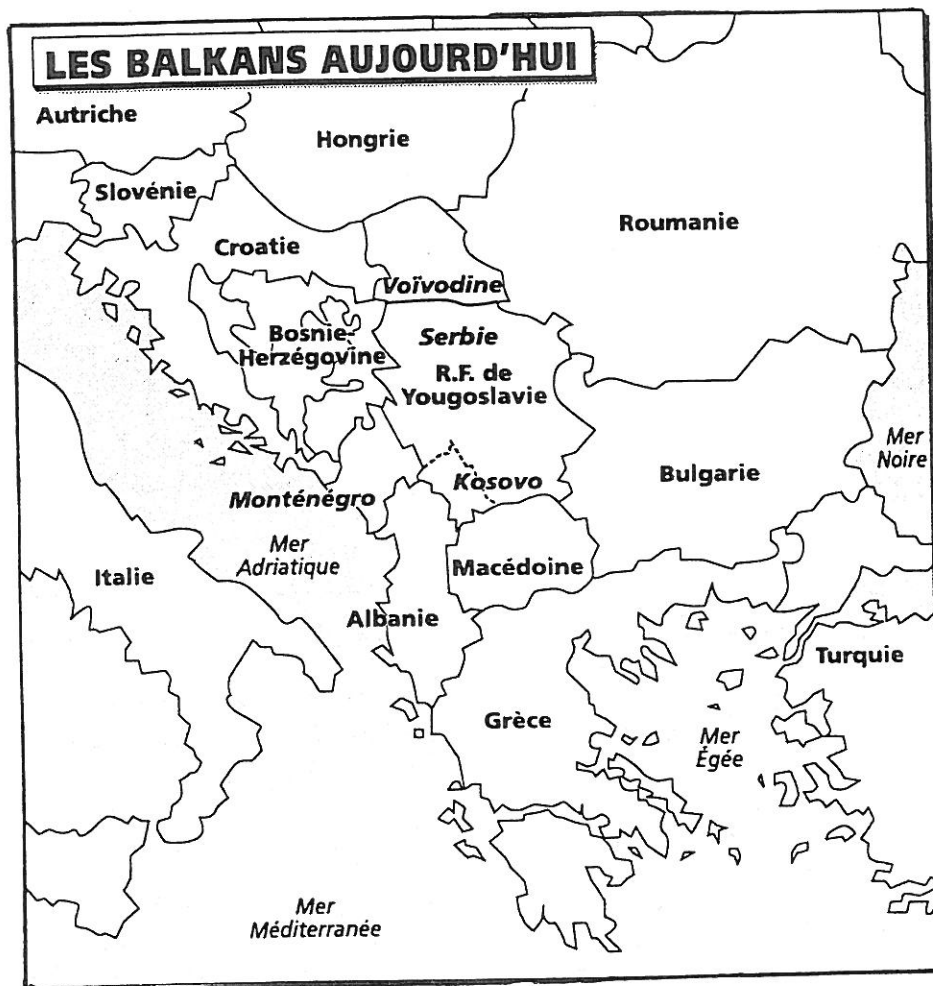 LES BALKANS AUJOURD'HUI
Autriche
Hongrie
Slovénie
Roumanie
Croatie
Voïvodine
Bosnie-
Herzégovine
Serbie
R.F. de
Yougoslavie
Mer
Noire
Kosovo
Bulgarie
Monténégro
Mer
Adriatique
Italie
Macédoine
Albanie
Turquie
Grèce
Mer
Égée
Mer
Méditerranée